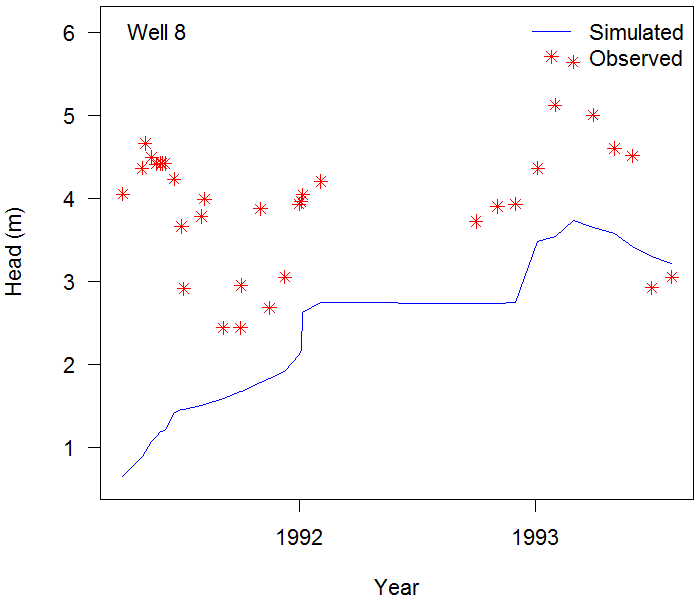 Well 8
Simulated
Observed
Head (m)
6
5
4
3
2
1
1992 1993
Year